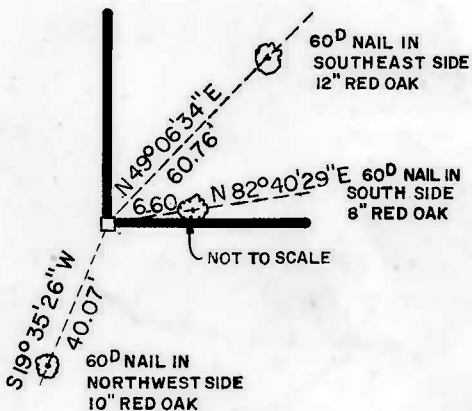 60D NAIL IN
SOUTHEAST SIDE
12" RED OAK
N 49°06'34" E
60.76'
6.60
N 82°40'29" E
60D NAIL IN
SOUTH SIDE
8" RED OAK
NOT TO SCALE
S 19°35'26" W
40.07'
60D NAIL IN
NORTHWEST SIDE
10" RED OAK